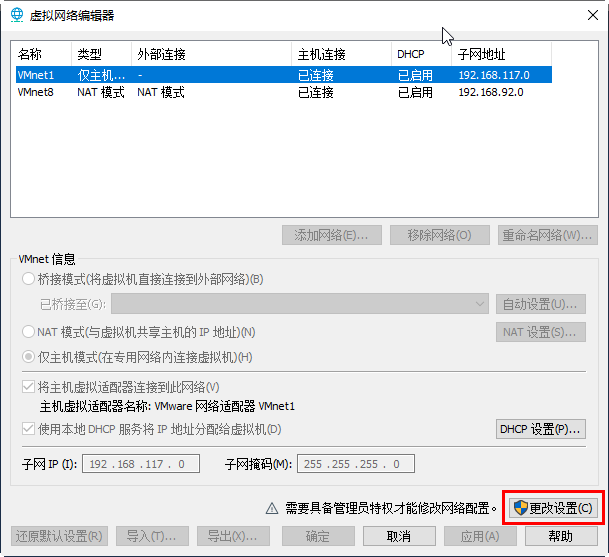 虚拟网络编辑器
名称 类型 外部连接 主机连接 DHCP 子网地址
VMnet1 仅主机... - 已连接 已启用 192.168.117.0
VMnet8 NAT 模式 NAT 模式 已连接 已启用 192.168.92.0
添加网络(E)... 移除网络(O) 重命名网络(W)...
VMnet 信息
桥接模式(将虚拟机直接连接到外部网络)(B)
已桥接至(G): 自动设置(U)...
NAT 模式(与虚拟机共享主机的 IP 地址)(N) NAT 设置(S)...
仅主机模式(在专用网络内连接虚拟机)(H)
将主机虚拟适配器连接到此网络(V)
主机虚拟适配器名称: VMware 网络适配器 VMnet1
使用本地 DHCP 服务将 IP 地址分配给虚拟机(D) DHCP 设置(P)...
子网 IP (I): 192 . 168 . 117 . 0 子网掩码(M): 255 . 255 . 255 . 0
需要具备管理员特权才能修改网络配置。 更改设置(C)
还原默认设置(R) 导入(T)... 导出(X)... 确定 取消 应用(A) 帮助